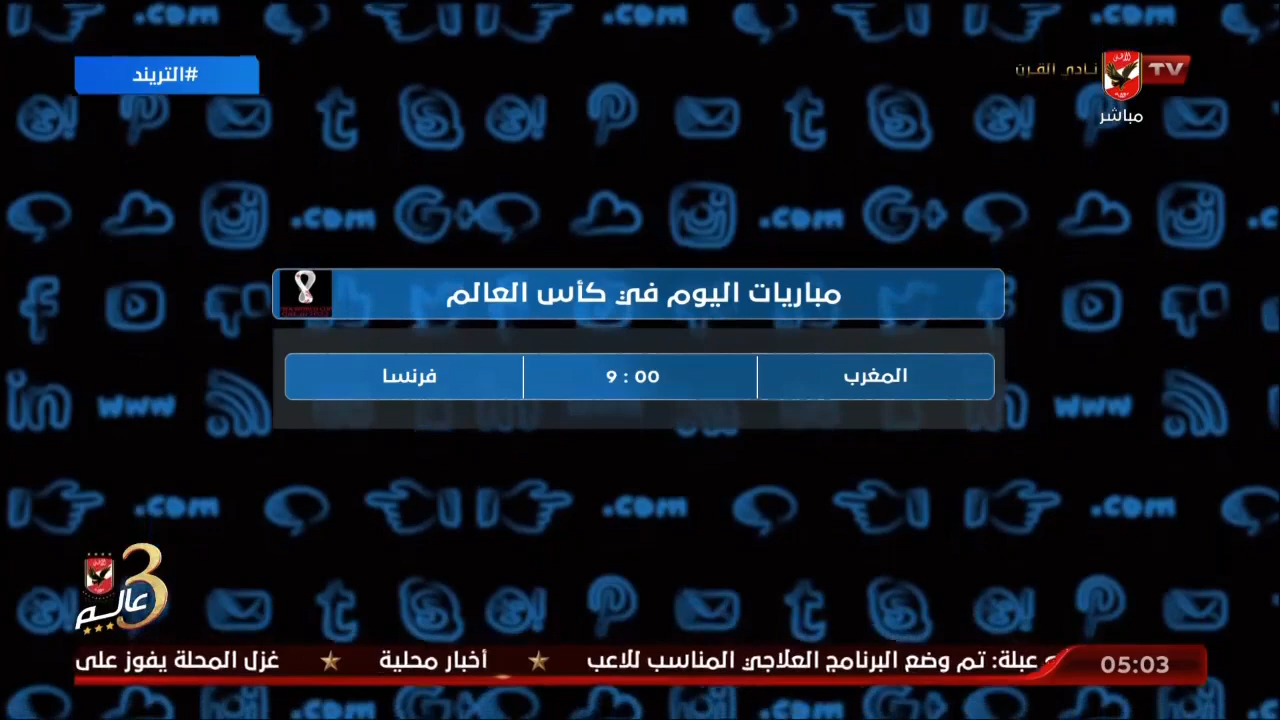 #التريند
نادي القرن
TV
مباشر
مباريات اليوم في كأس العالم
المغرب
9 : 00
فرنسا
3 عالم
عبلة: تم وضع البرنامج العلاجي المناسب للاعب ★ أخبار محلية ★ غزل المحلة يفوز على
05:03